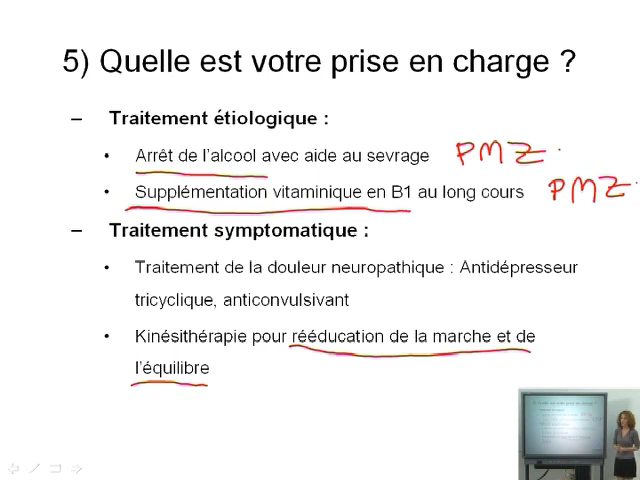 5) Quelle est votre prise en charge ?
– Traitement étiologique :
• Arrêt de l'alcool avec aide au sevrage PMZ
• Supplémentation vitaminique en B1 au long cours PMZ
– Traitement symptomatique :
• Traitement de la douleur neuropathique : Antidépresseur
tricyclique, anticonvulsivant
• Kinésithérapie pour rééducation de la marche et de
l'équilibre